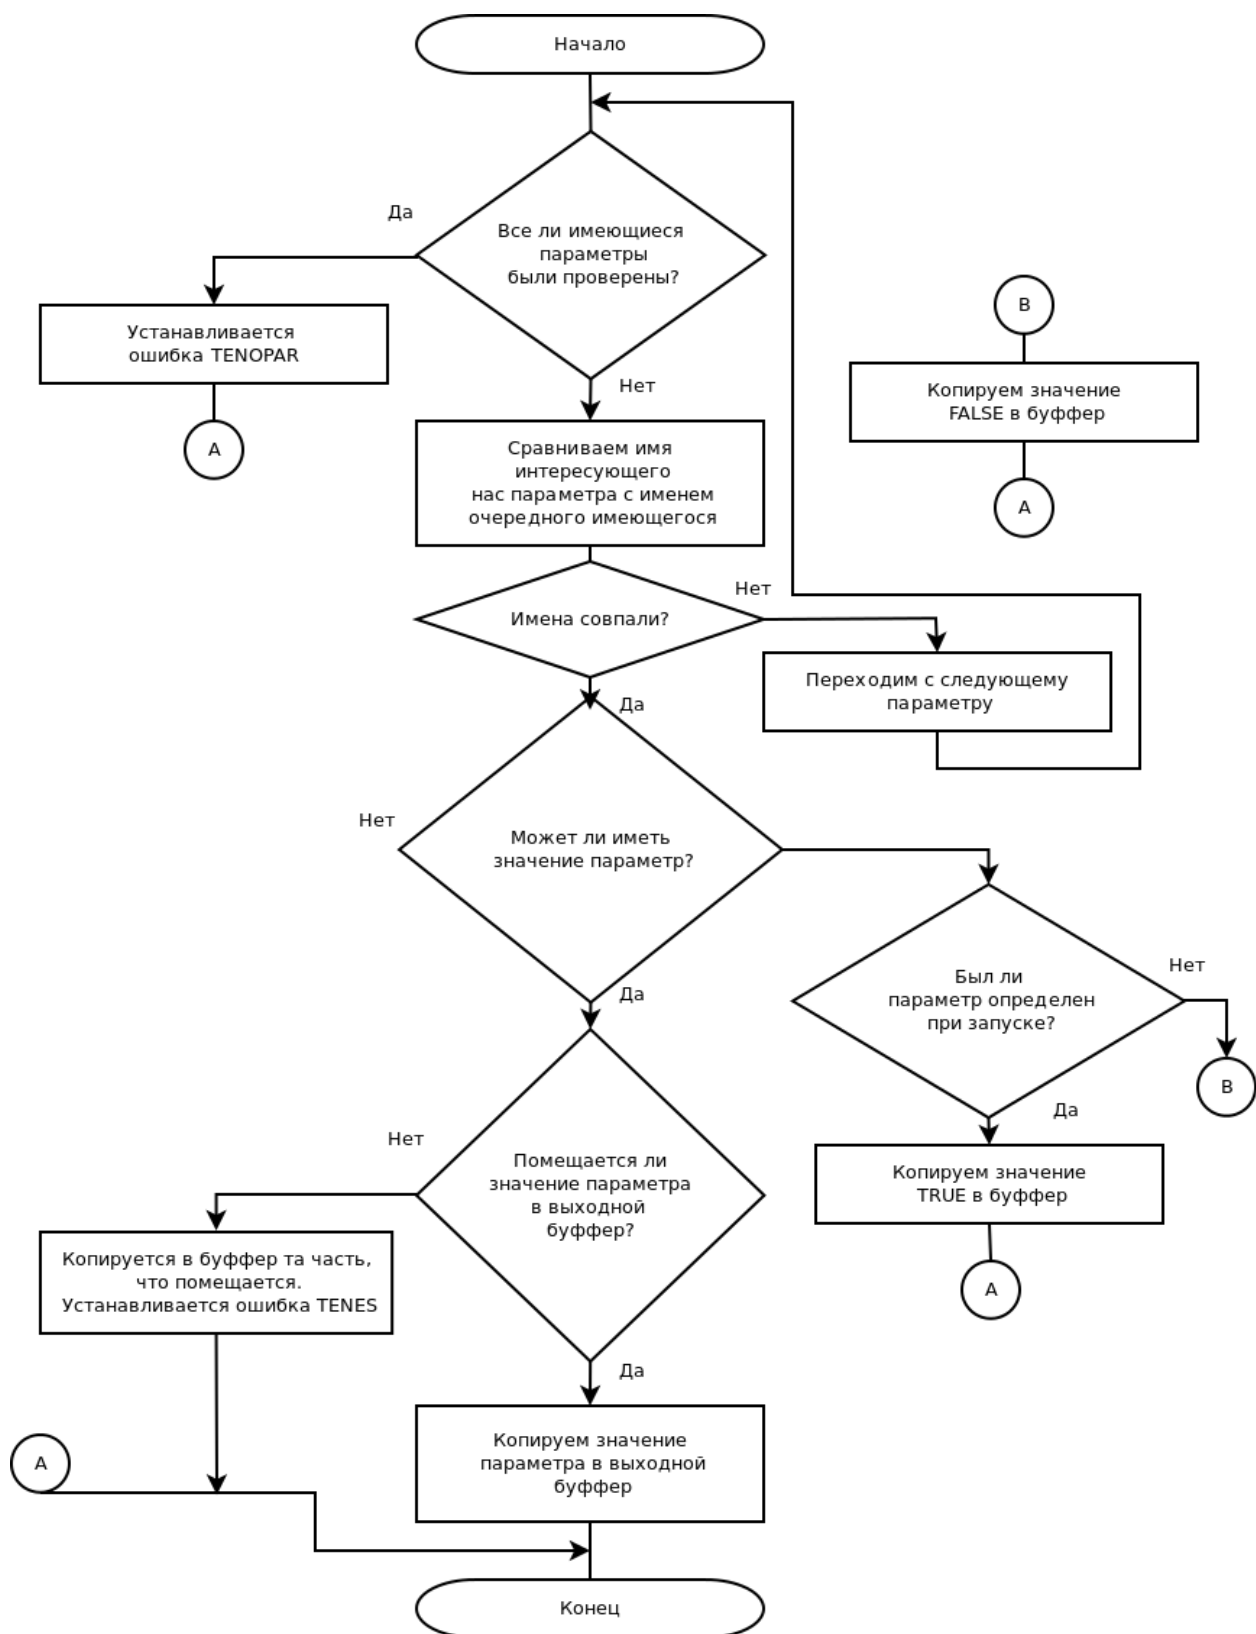 Начало
Да
Все ли имеющиеся
параметры
были проверены?
Устанавливается
ошибка TENOPAR
A
Нет
B
Копируем значение
FALSE в буффер
A
Сравниваем имя
интересующего
нас параметра с именем
очередного имеющегося
Имена совпали?
Нет
Переходим с следующему
параметру
Да
Нет
Может ли иметь
значение параметр?
Был ли
параметр определен
при запуске?
Нет
B
Да
Копируем значение
TRUE в буффер
A
Да
Нет
Помещается ли
значение параметра
в выходной
буффер?
Копируется в буффер та часть,
что помещается.
Устанавливается ошибка TENES
Да
A
Копируем значение
параметра в выходной
буффер
Конец